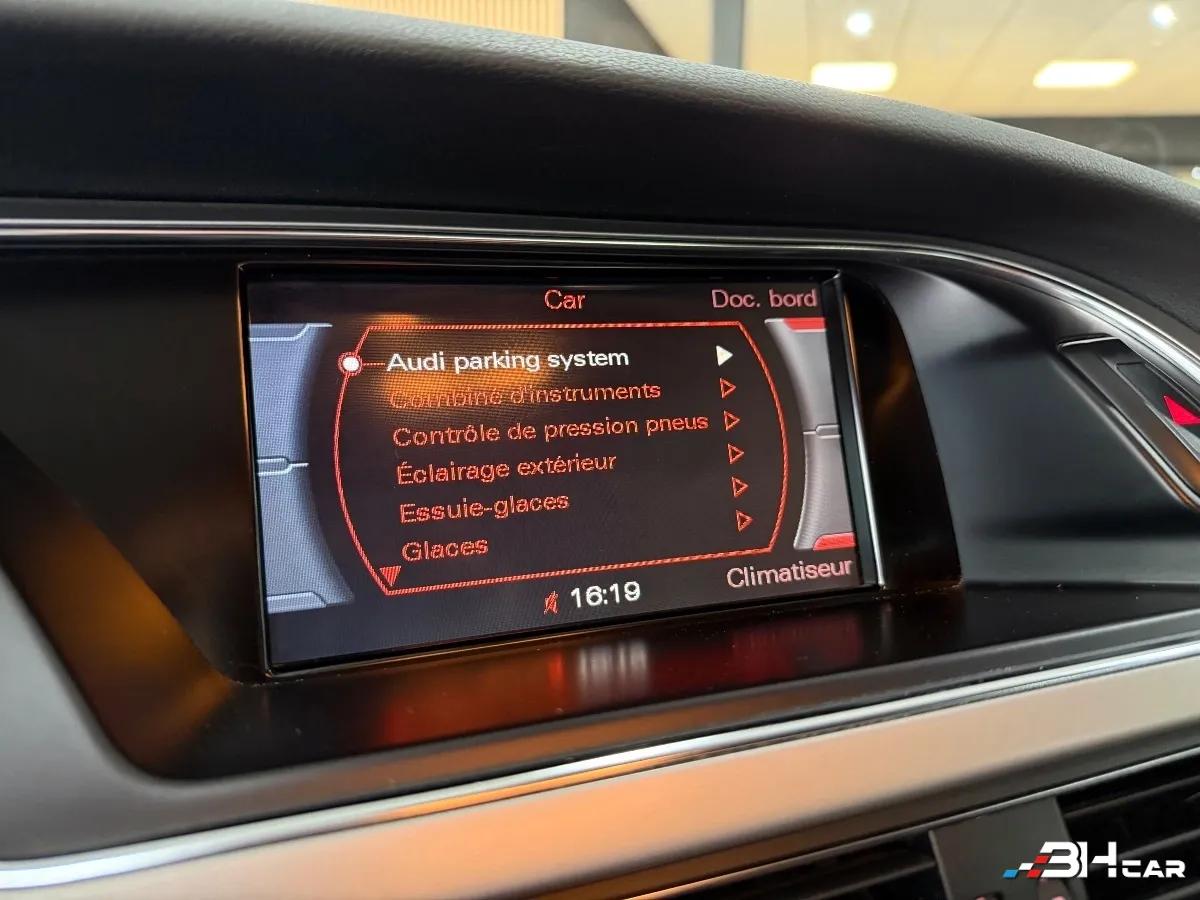 Car
Doc. bord
Audi parking system
Combiné d'instruments
Contrôle de pression pneus
Éclairage extérieur
Essuie-glaces
Glaces
16:19
Climatiseur
3HCAR